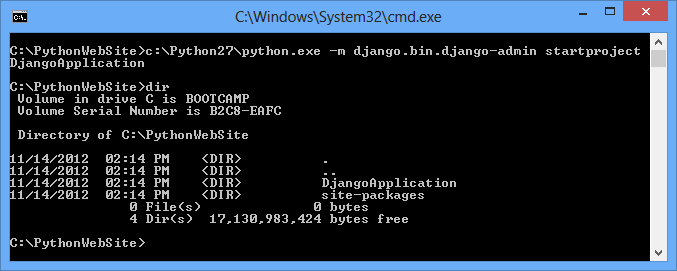 C:\Windows\System32\cmd.exe
C:\PythonWebSite>c:\Python27\python.exe -m django.bin.django-admin startproject
DjangoApplication
C:\PythonWebSite>dir
Volume in drive C is BOOTCAMP
Volume Serial Number is B2C8-EAFC
Directory of C:\PythonWebSite
11/14/2012  02:14 PM    <DIR>          .
11/14/2012  02:14 PM    <DIR>          ..
11/14/2012  02:14 PM    <DIR>          DjangoApplication
11/14/2012  02:14 PM    <DIR>          site-packages
0 File(s)              0 bytes
4 Dir(s)  17,130,983,424 bytes free
C:\PythonWebSite>